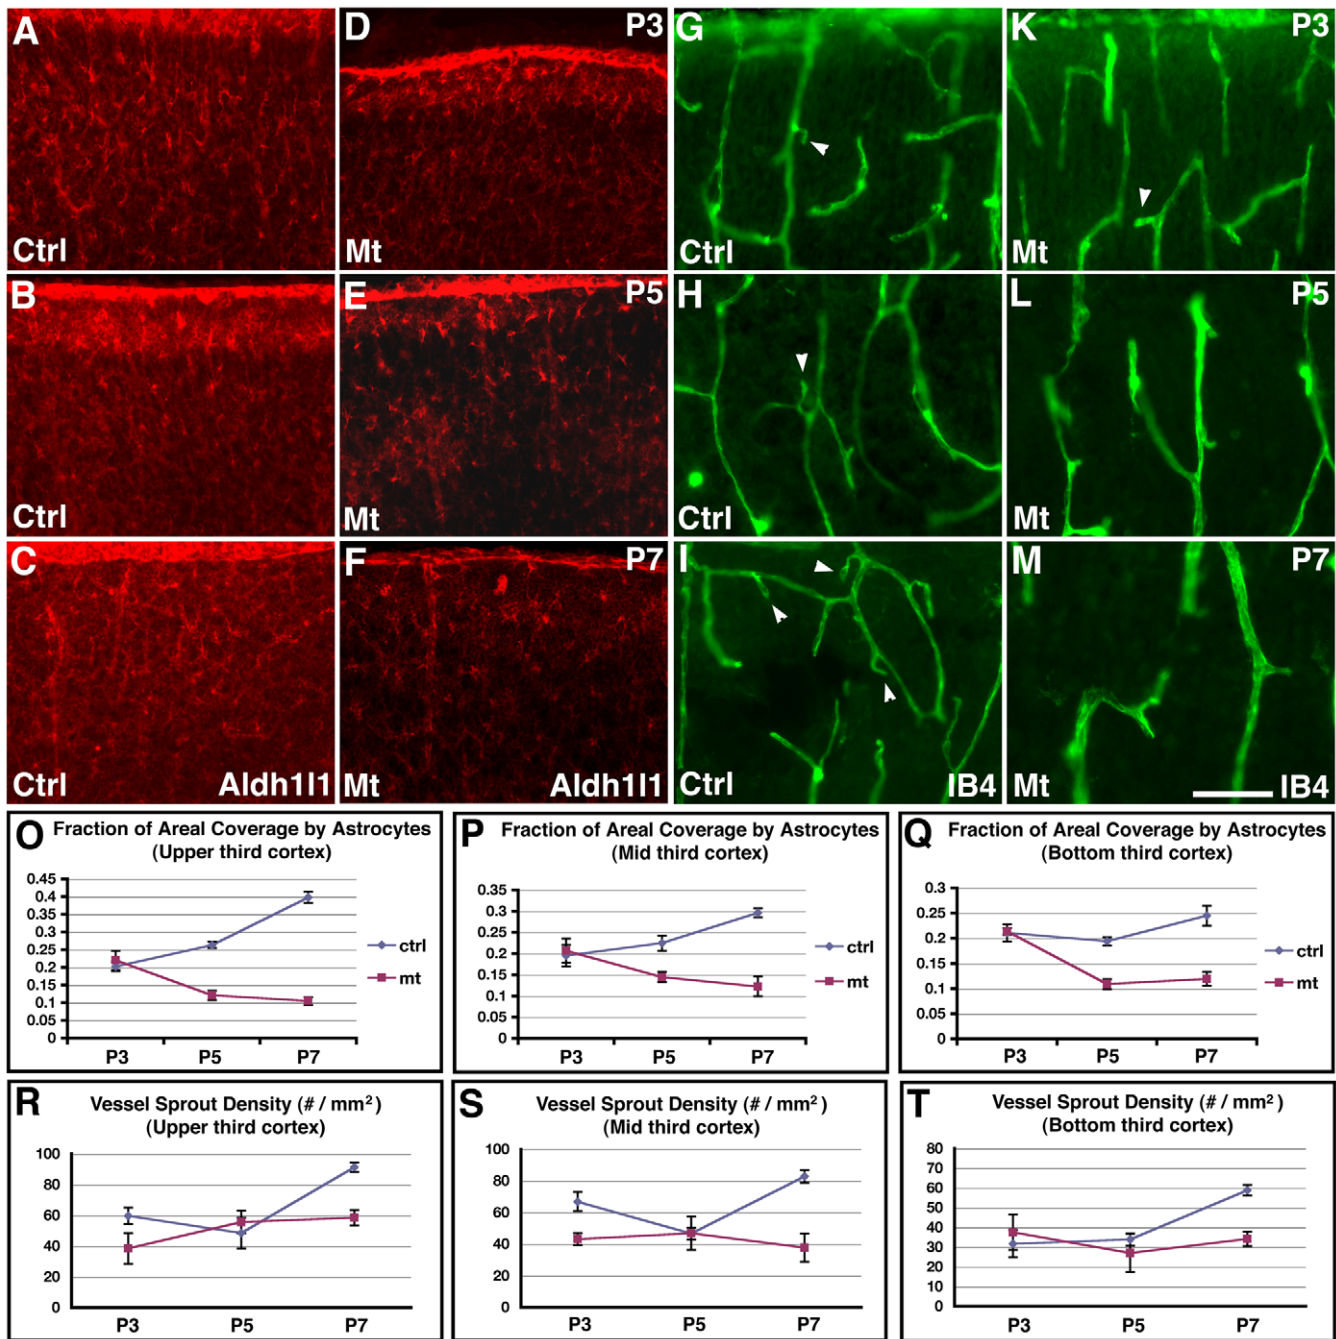 A
Ctrl
D
P3
Mt
G
Ctrl
K
P3
Mt
B
Ctrl
E
P5
Mt
H
Ctrl
L
P5
Mt
C
Ctrl
Aldh1l1
F
P7
Mt
Aldh1l1
I
Ctrl
IB4
M
P7
Mt
IB4
O
Fraction of Areal Coverage by Astrocytes
(Upper third cortex)
0.45
0.4
0.35
0.3
0.25
0.2
0.15
0.1
0.05
0
P3 P5 P7
ctrl
mt
P
Fraction of Areal Coverage by Astrocytes
(Mid third cortex)
0.35
0.3
0.25
0.2
0.15
0.1
0.05
0
P3 P5 P7
ctrl
mt
Q
Fraction of Areal Coverage by Astrocytes
(Bottom third cortex)
0.3
0.25
0.2
0.15
0.1
0.05
0
P3 P5 P7
ctrl
mt
R
Vessel Sprout Density (# / mm²)
(Upper third cortex)
100
80
60
40
20
0
P3 P5 P7
S
Vessel Sprout Density (# / mm²)
(Mid third cortex)
100
80
60
40
20
0
P3 P5 P7
T
Vessel Sprout Density (# / mm²)
(Bottom third cortex)
80
70
60
50
40
30
20
10
0
P3 P5 P7